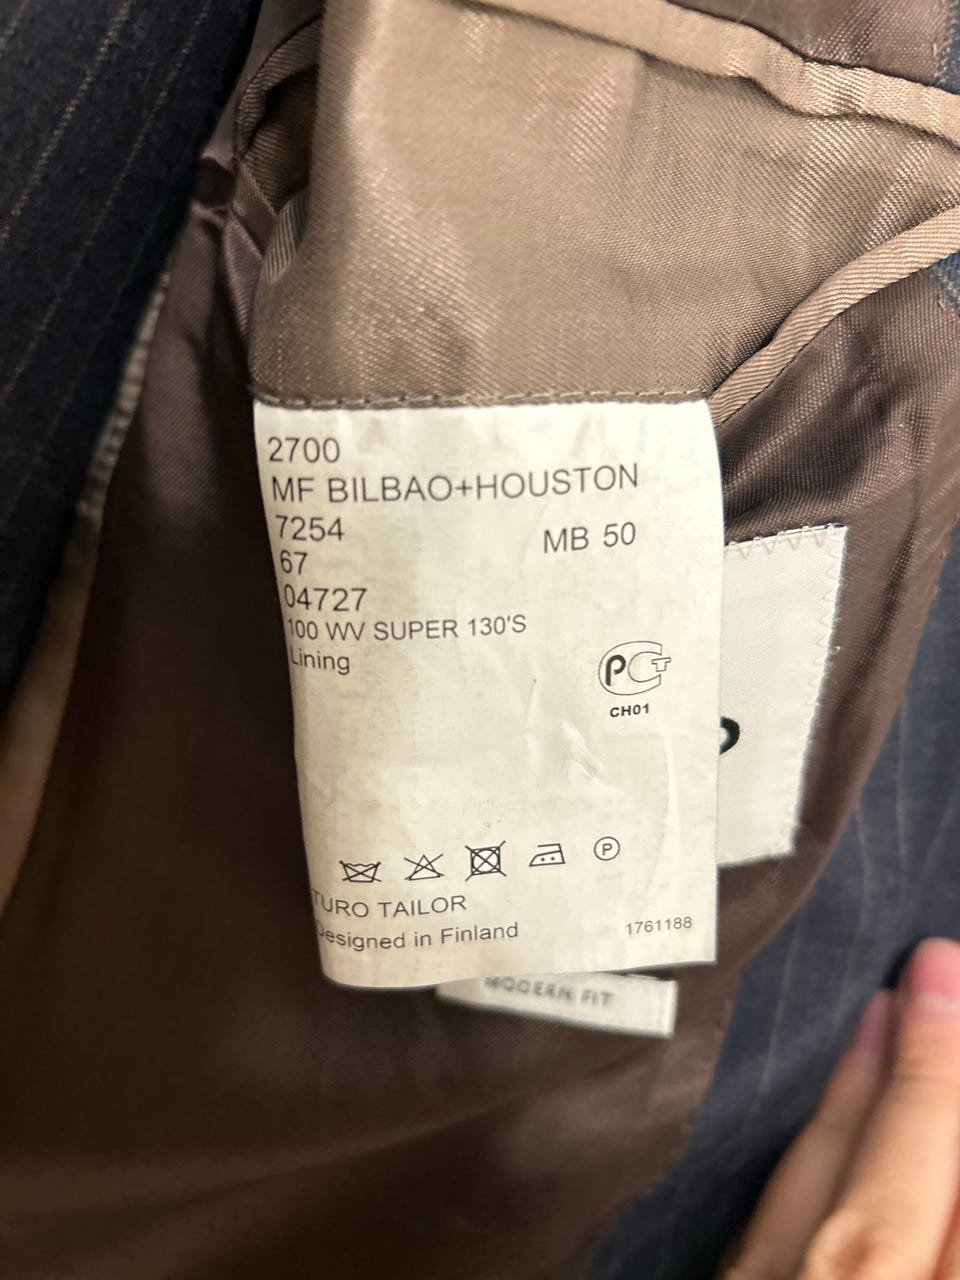 2700
MF BILBAO+HOUSTON
7254
MB 50
67
04727
100 WV SUPER 130'S
Lining
PCT
CH01
P
TURO TAILOR
Designed in Finland
1761188
MODERN FIT